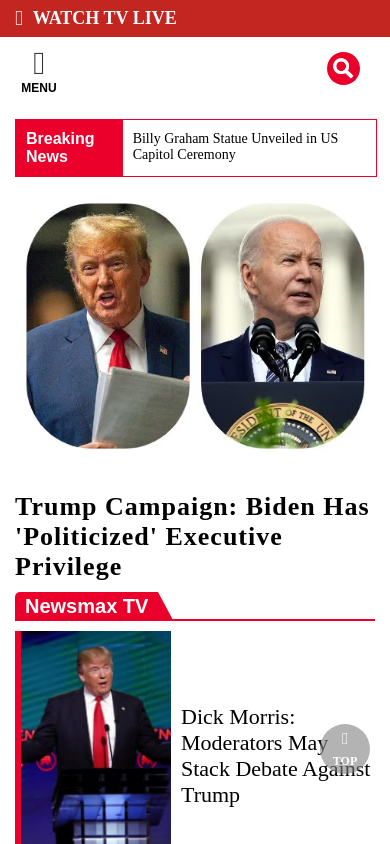 WATCH TV LIVE
MENU
Breaking
News
Billy Graham Statue Unveiled in US
Capitol Ceremony
Trump Campaign: Biden Has
'Politicized' Executive
Privilege
Newsmax TV
Dick Morris:
Moderators May
Stack Debate Against
Trump
TOP